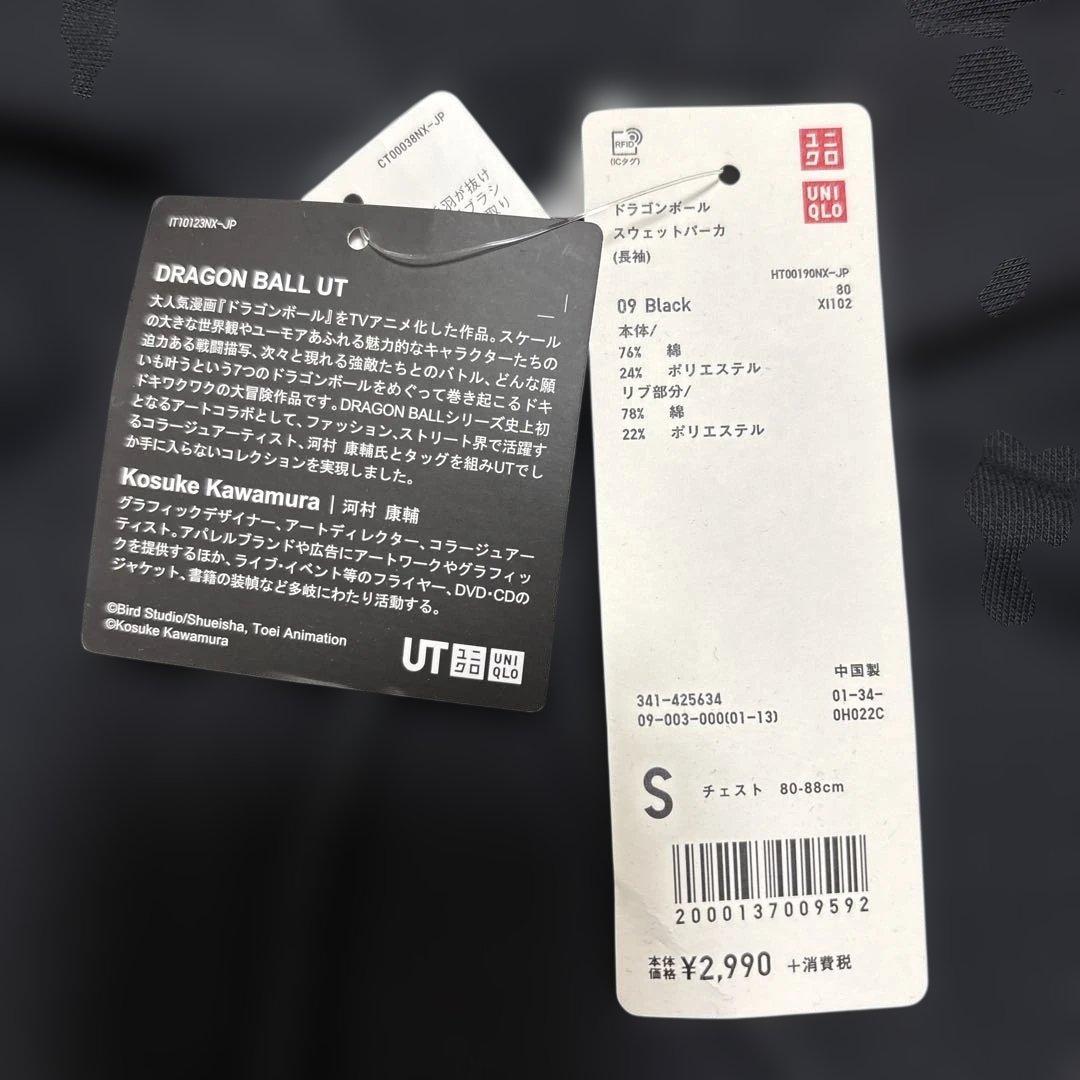 CT00038NX-JP
羽が抜け
ブラシ
取り
IT10123NX-JP
DRAGON BALL UT
大人気漫画『ドラゴンボール』をTVアニメ化した作品。スケール
の大きな世界観やユーモアあふれる魅力的なキャラクターたちの
迫力ある戦闘描写、次々と現れる強敵たちとのバトル、どんな願
いも叶うという7つのドラゴンボールをめぐって巻き起こるドキ
ドキワクワクの大冒険作品です。DRAGON BALLシリーズ史上初
となるアートコラボとして、ファッション、ストリート界で活躍す
るコラージュアーティスト、河村 康輔氏とタッグを組みUTでし
か手に入らないコレクションを実現しました。
Kosuke Kawamura | 河村 康輔
グラフィックデザイナー、アートディレクター、コラージュアー
ティスト。アパレルブランドや広告にアートワークやグラフィッ
クを提供するほか、ライブ・イベント等のフライヤー、DVD・CDの
ジャケット、書籍の装幀など多岐にわたり活動する。
©Bird Studio/Shueisha, Toei Animation
©Kosuke Kawamura
UT ユニクロ UNIQLO
RFID
(ICタグ)
ユニ
クロ
UNI
QLO
ドラゴンボール
スウェットパーカ
(長袖)
HT00190NX-JP
80
XI102
09 Black
本体/
76% 綿
24% ポリエステル
リブ部分/
78% 綿
22% ポリエステル
中国製
341-425634 01-34-
09-003-000(01-13) 0H022C
S チェスト 80-88cm
2000137009592
本体価格 ¥2,990 +消費税